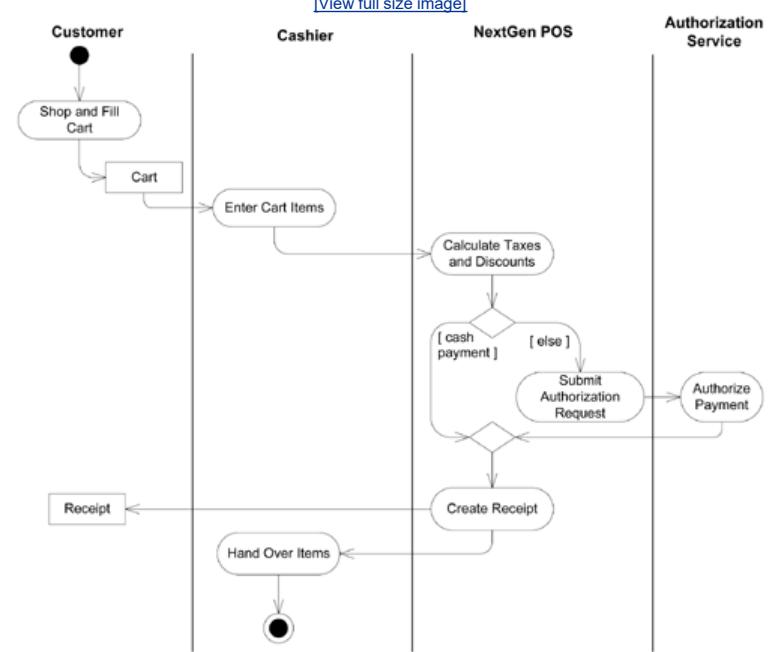 [View full size image]
Customer
Cashier
NextGen POS
Authorization
Service
Shop and Fill
Cart
Cart
Enter Cart Items
Calculate Taxes
and Discounts
[ cash
payment ]
[ else ]
Submit
Authorization
Request
Authorize
Payment
Receipt
Create Receipt
Hand Over Items